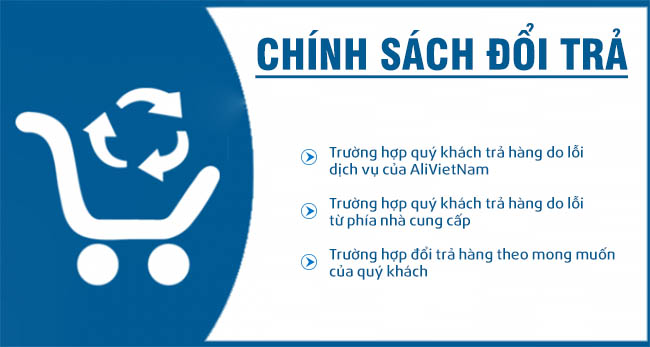 CHÍNH SÁCH ĐỔI TRẢ
Trường hợp quý khách trả hàng do lỗi
dịch vụ của AliVietNam
Trường hợp quý khách trả hàng do lỗi
từ phía nhà cung cấp
Trường hợp đổi trả hàng theo mong muốn
của quý khách